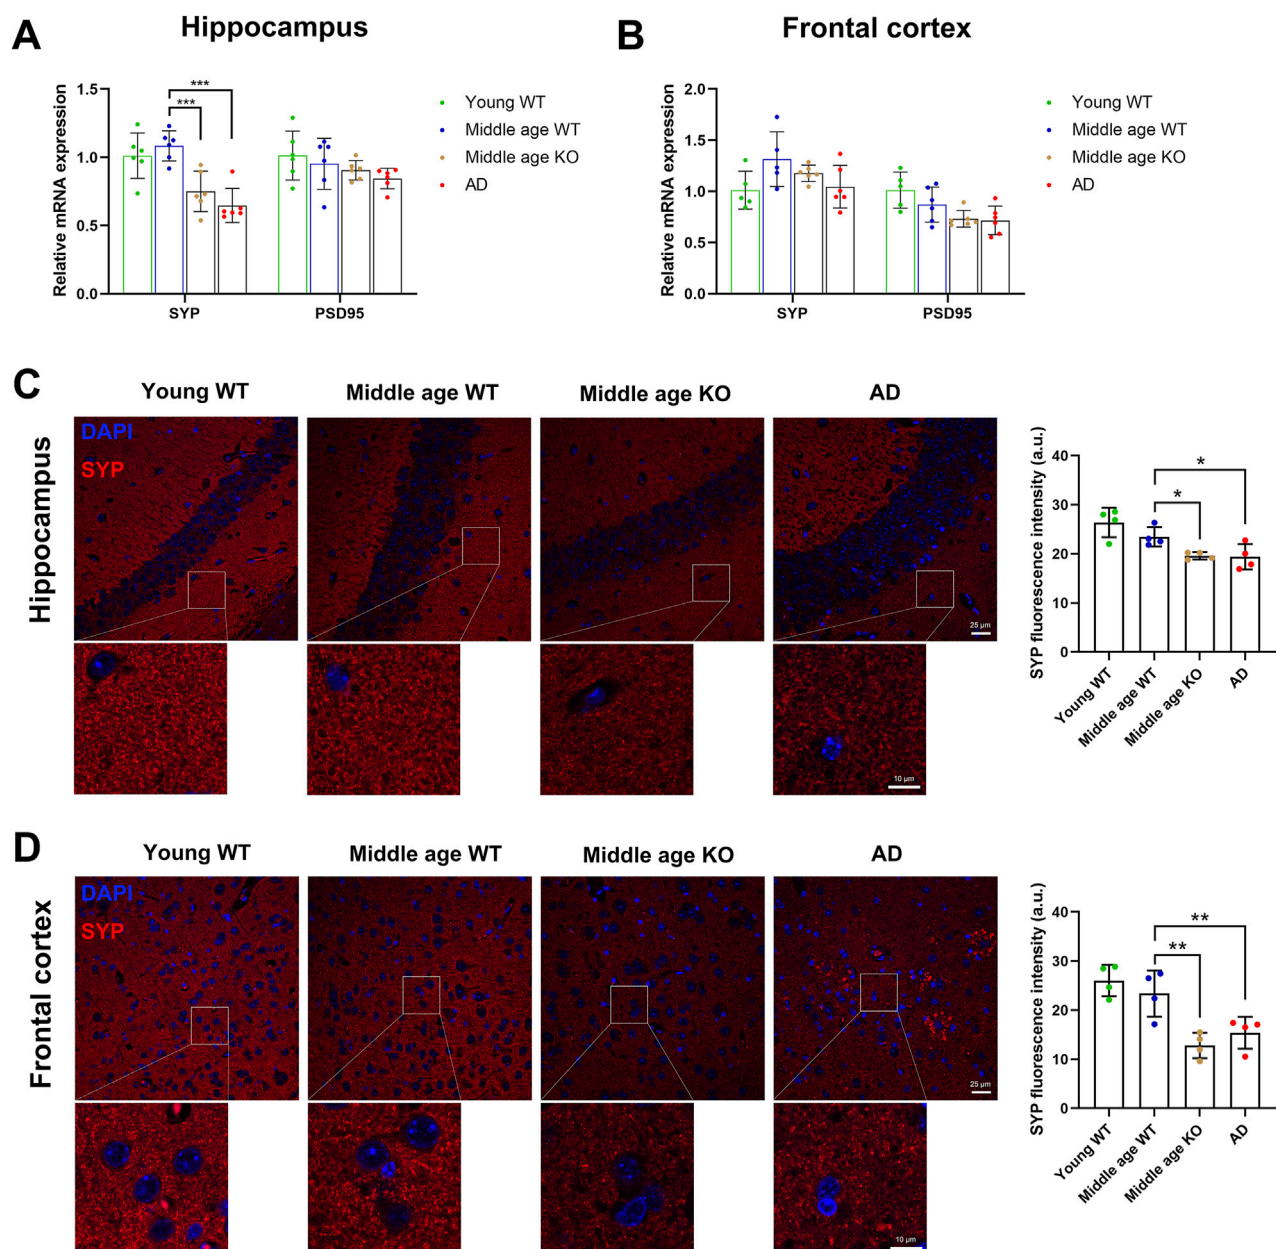 A
Hippocampus
Relative mRNA expression
1.5
1.0
0.5
0.0
***
***
SYP
PSD95
Young WT
Middle age WT
Middle age KO
AD
B
Frontal cortex
Relative mRNA expression
2.0
1.5
1.0
0.5
0.0
SYP
PSD95
Young WT
Middle age WT
Middle age KO
AD
C
Young WT
Middle age WT
Middle age KO
AD
Hippocampus
DAPI
SYP
25 µm
10 µm
SYP fluorescence intensity (a.u.)
40
30
20
10
0
*
*
Young WT
Middle age WT
Middle age KO
AD
D
Young WT
Middle age WT
Middle age KO
AD
Frontal cortex
DAPI
SYP
25 µm
10 µm
SYP fluorescence intensity (a.u.)
40
30
20
10
0
**
**
Young WT
Middle age WT
Middle age KO
AD